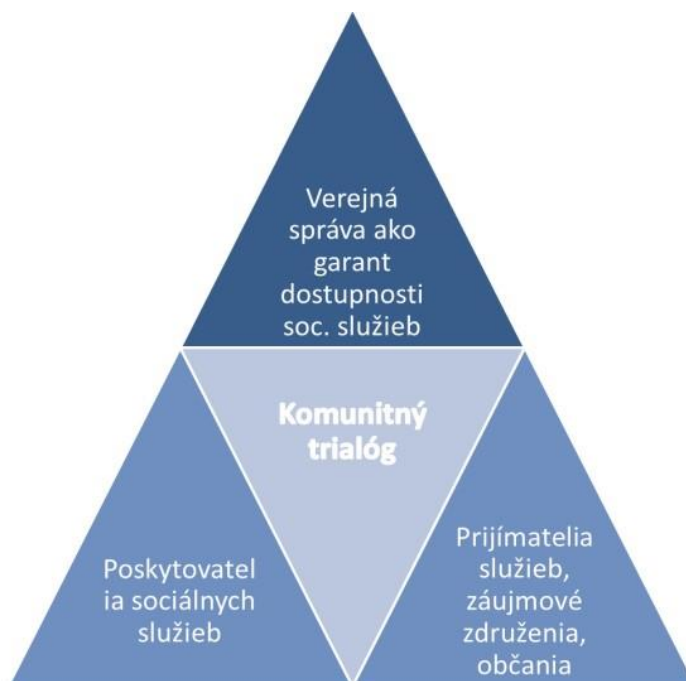 Verejná
správa ako
garant
dostupnosti
soc. služieb
Komunitný
trialóg
Poskytovatel
ia sociálnych
služieb
Prijímatelia
služieb,
záujmové
združenia,
občania